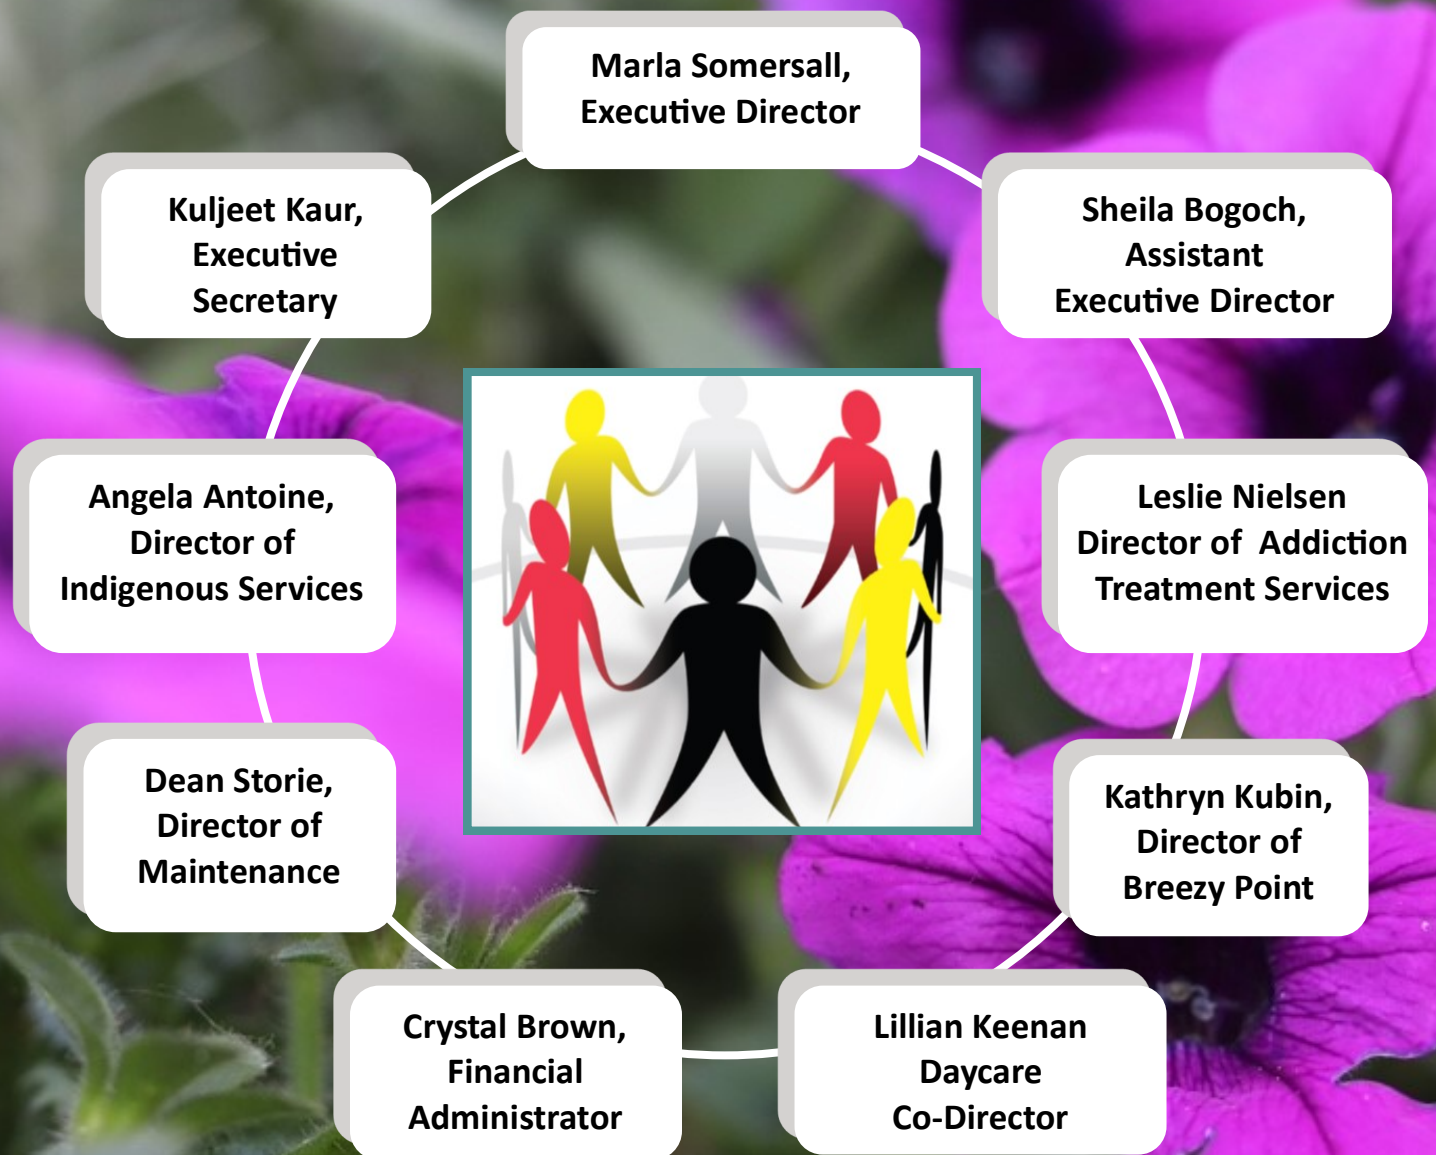 Marla Somersall,
Executive Director
Kuljeet Kaur,
Executive
Secretary
Sheila Bogoch,
Assistant
Executive Director
Angela Antoine,
Director of
Indigenous Services
Leslie Nielsen
Director of  Addiction
Treatment Services
Dean Storie,
Director of
Maintenance
Kathryn Kubin,
Director of
Breezy Point
Crystal Brown,
Financial
Administrator
Lillian Keenan
Daycare
Co-Director